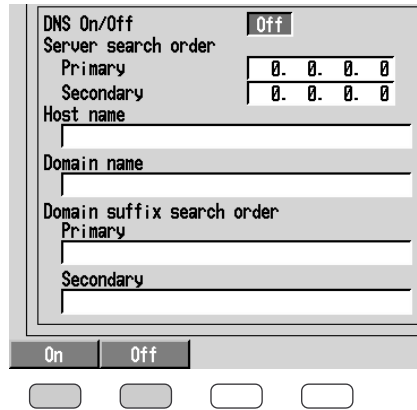 DNS On/Off Off
Server search order
Primary 0. 0. 0. 0
Secondary 0. 0. 0. 0
Host name
Domain name
Domain suffix search order
Primary
Secondary
On Off